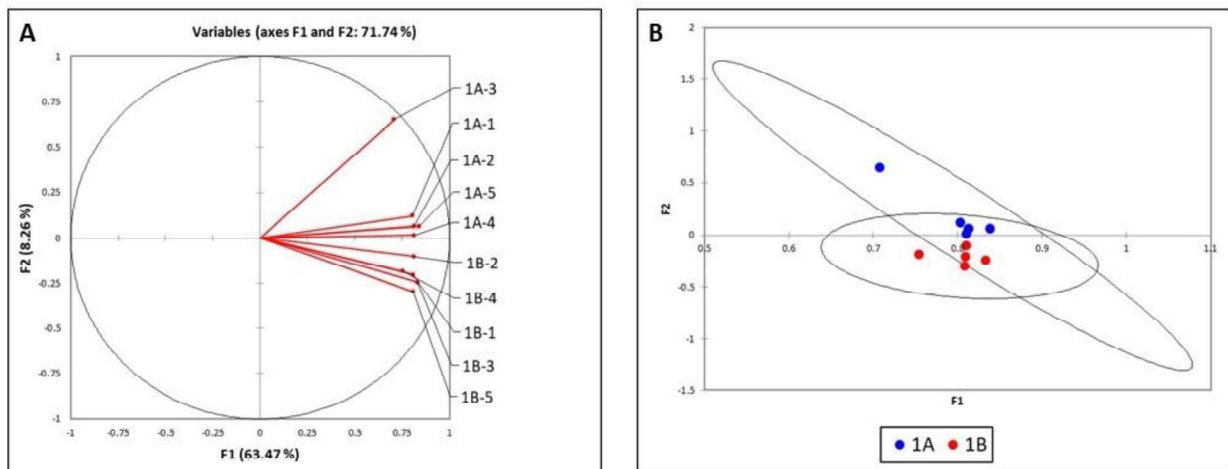 A
Variables (axes F1 and F2: 71.74 %)
1
0.75
0.5
0.25
0
-0.25
-0.5
-0.75
-1
F2 (8.26 %)
-1 -0.75 -0.5 -0.25 0 0.25 0.5 0.75 1
F1 (63.47 %)
1A-3
1A-1
1A-2
1A-5
1A-4
1B-2
1B-4
1B-1
1B-3
1B-5
B
2
1.5
1
0.5
0
-0.5
-1
-1.5
F2
0.5 0.6 0.7 0.8 0.9 1 1.1
F1
1A 1B